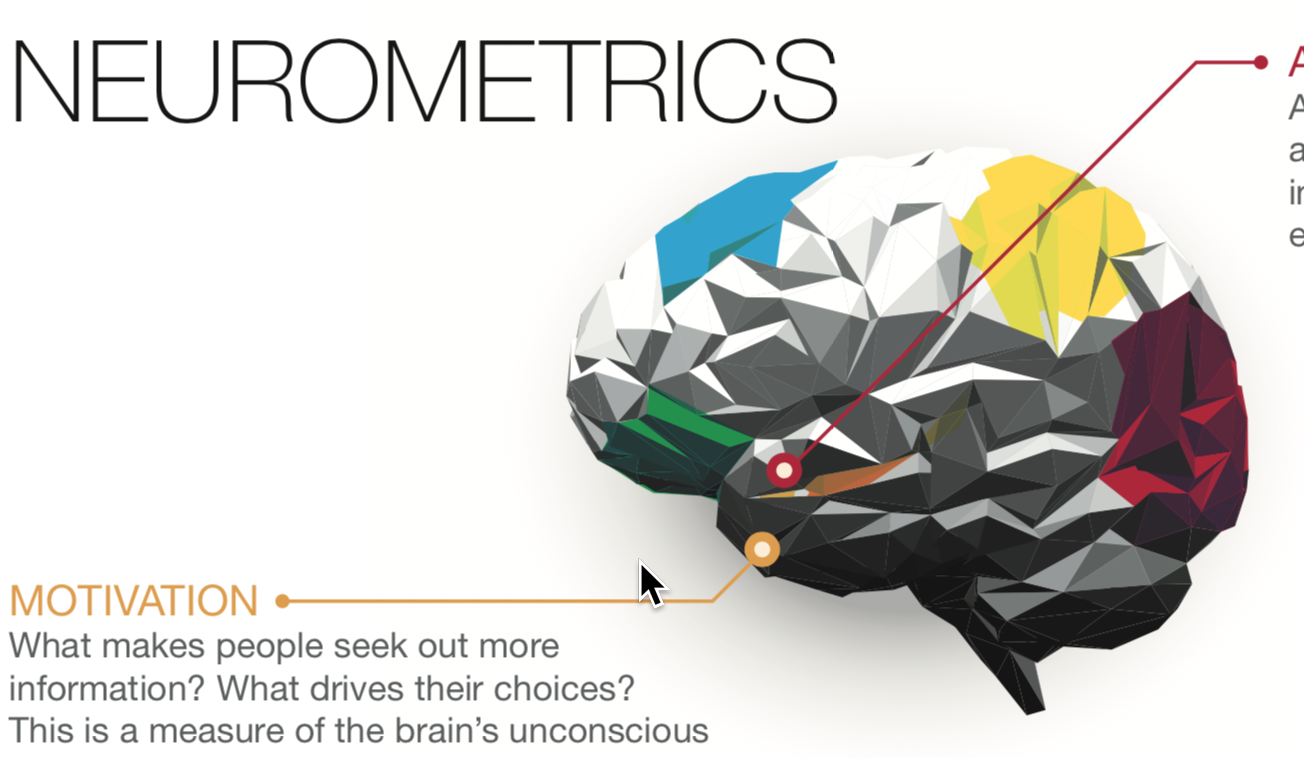 NEUROMETRICS
A
A
a
in
e
MOTIVATION
What makes people seek out more
information? What drives their choices?
This is a measure of the brain’s unconscious